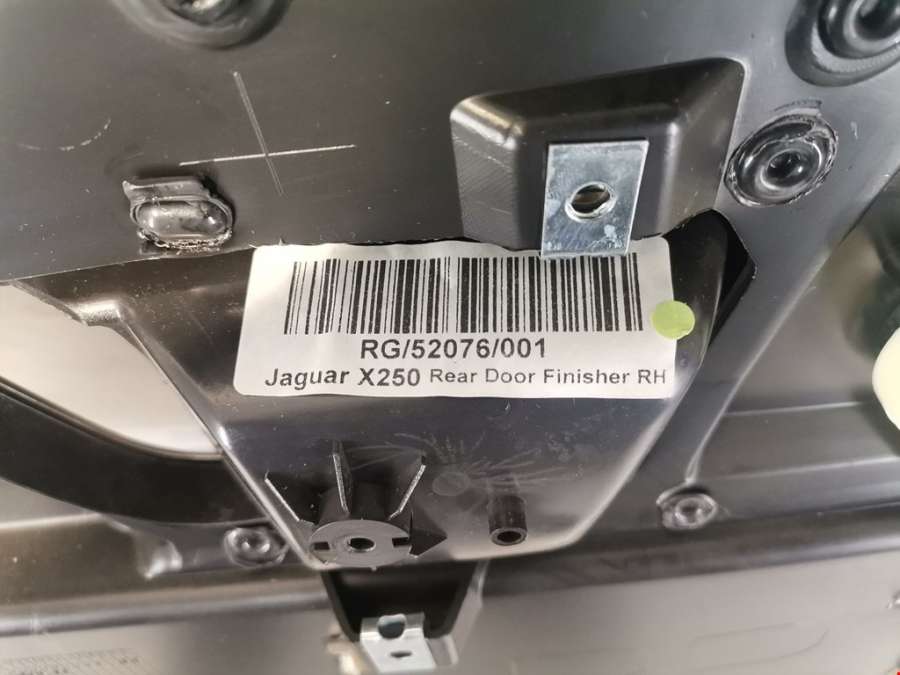 RG/52076/001
Jaguar X250 Rear Door Finisher RH